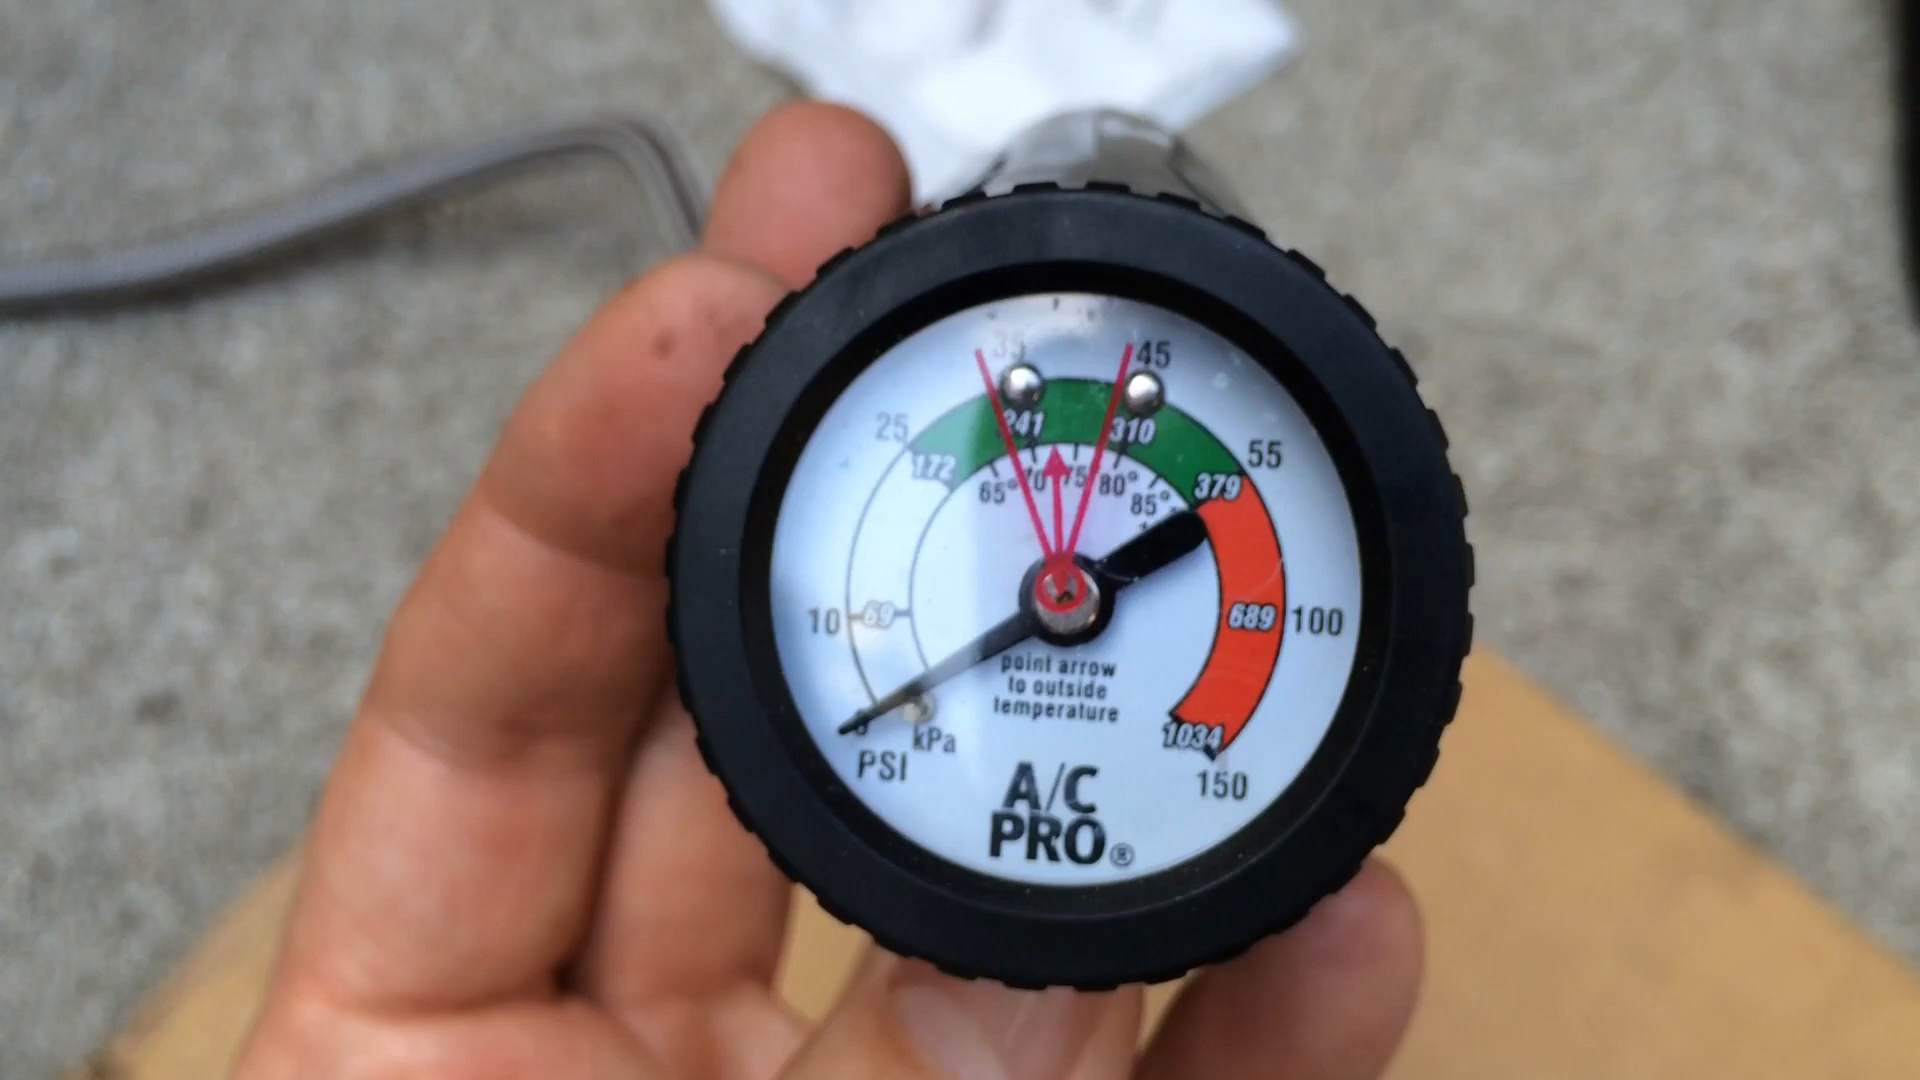 35 45
25 55
241 310
172 379
65° 70 75 80° 85°
10 69 689 100
point arrow
to outside
temperature
1034
kPa
PSI 150
A/C
PRO®